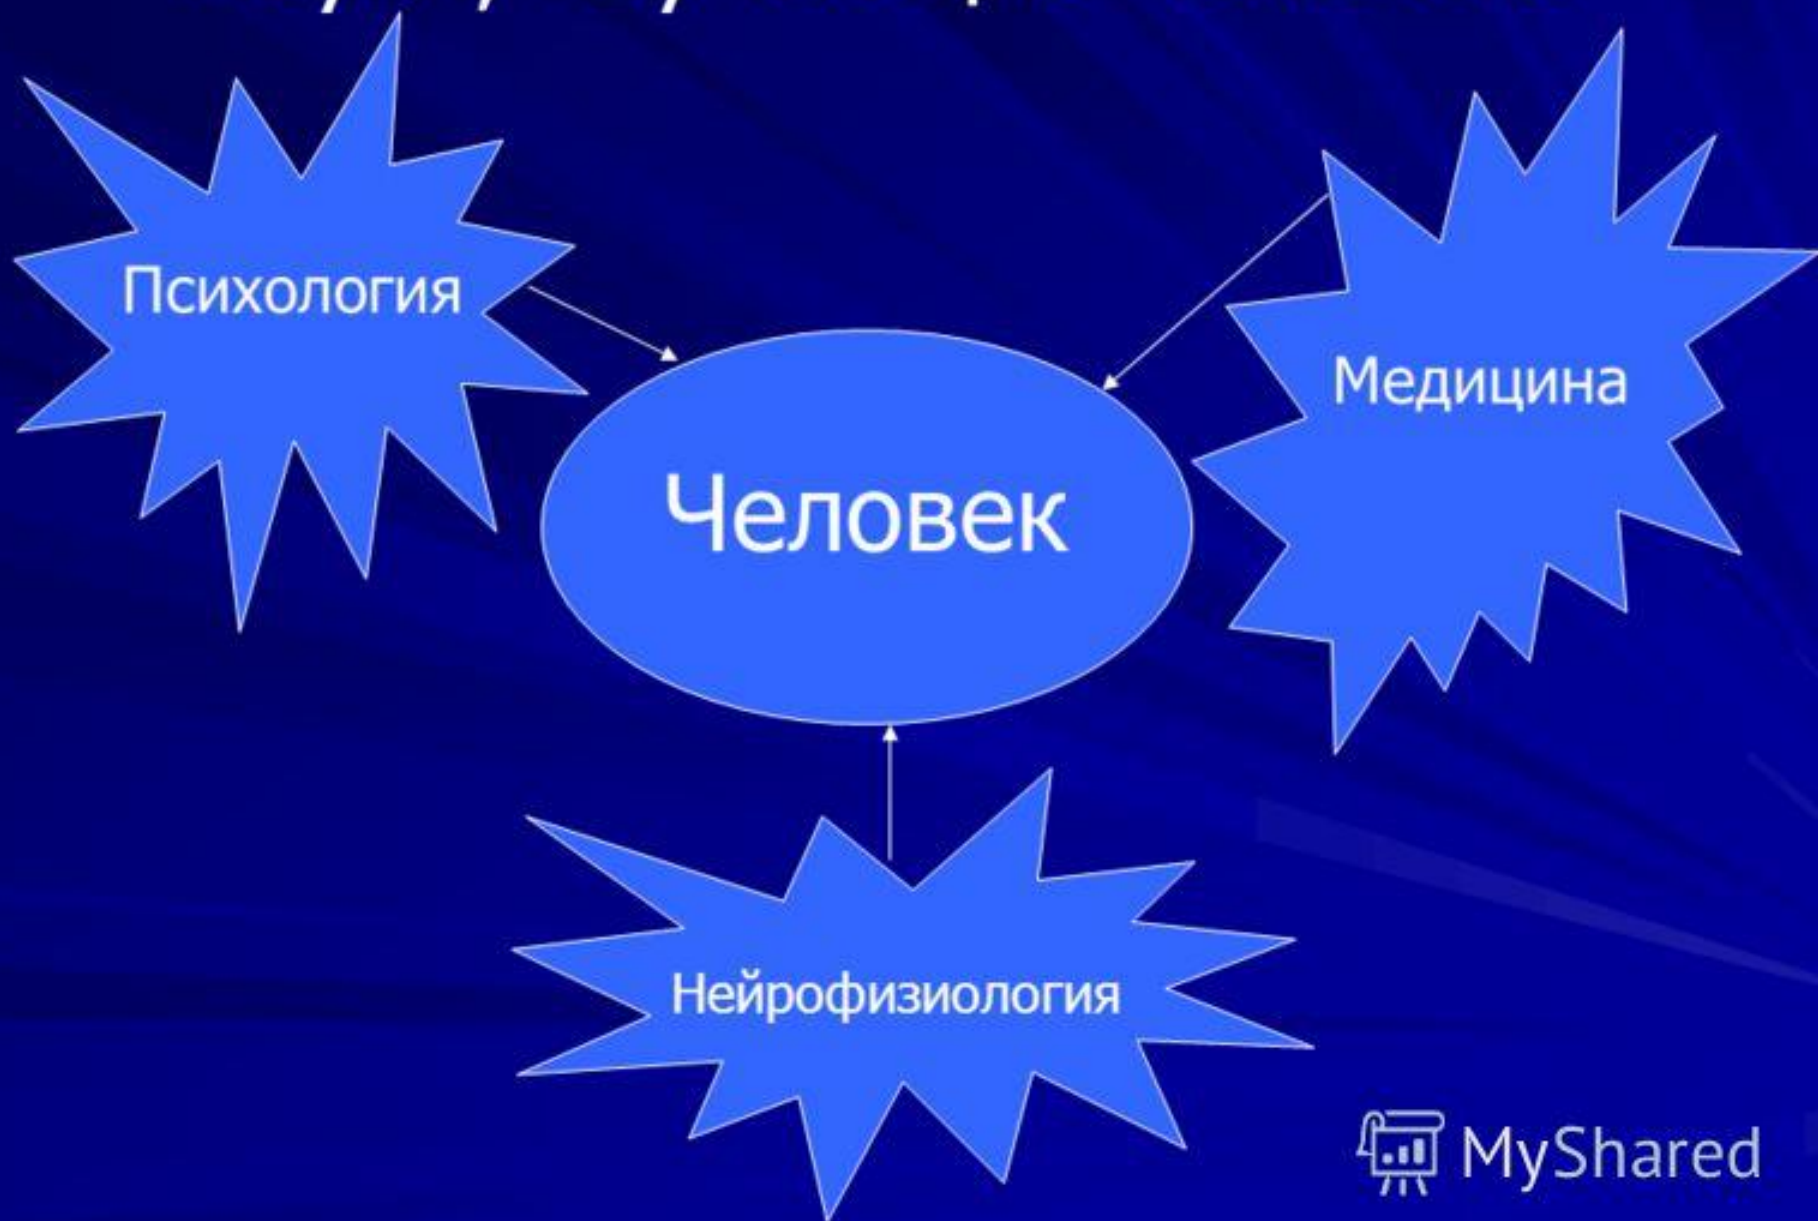 Психология
Медицина
Человек
Нейрофизиология
MyShared